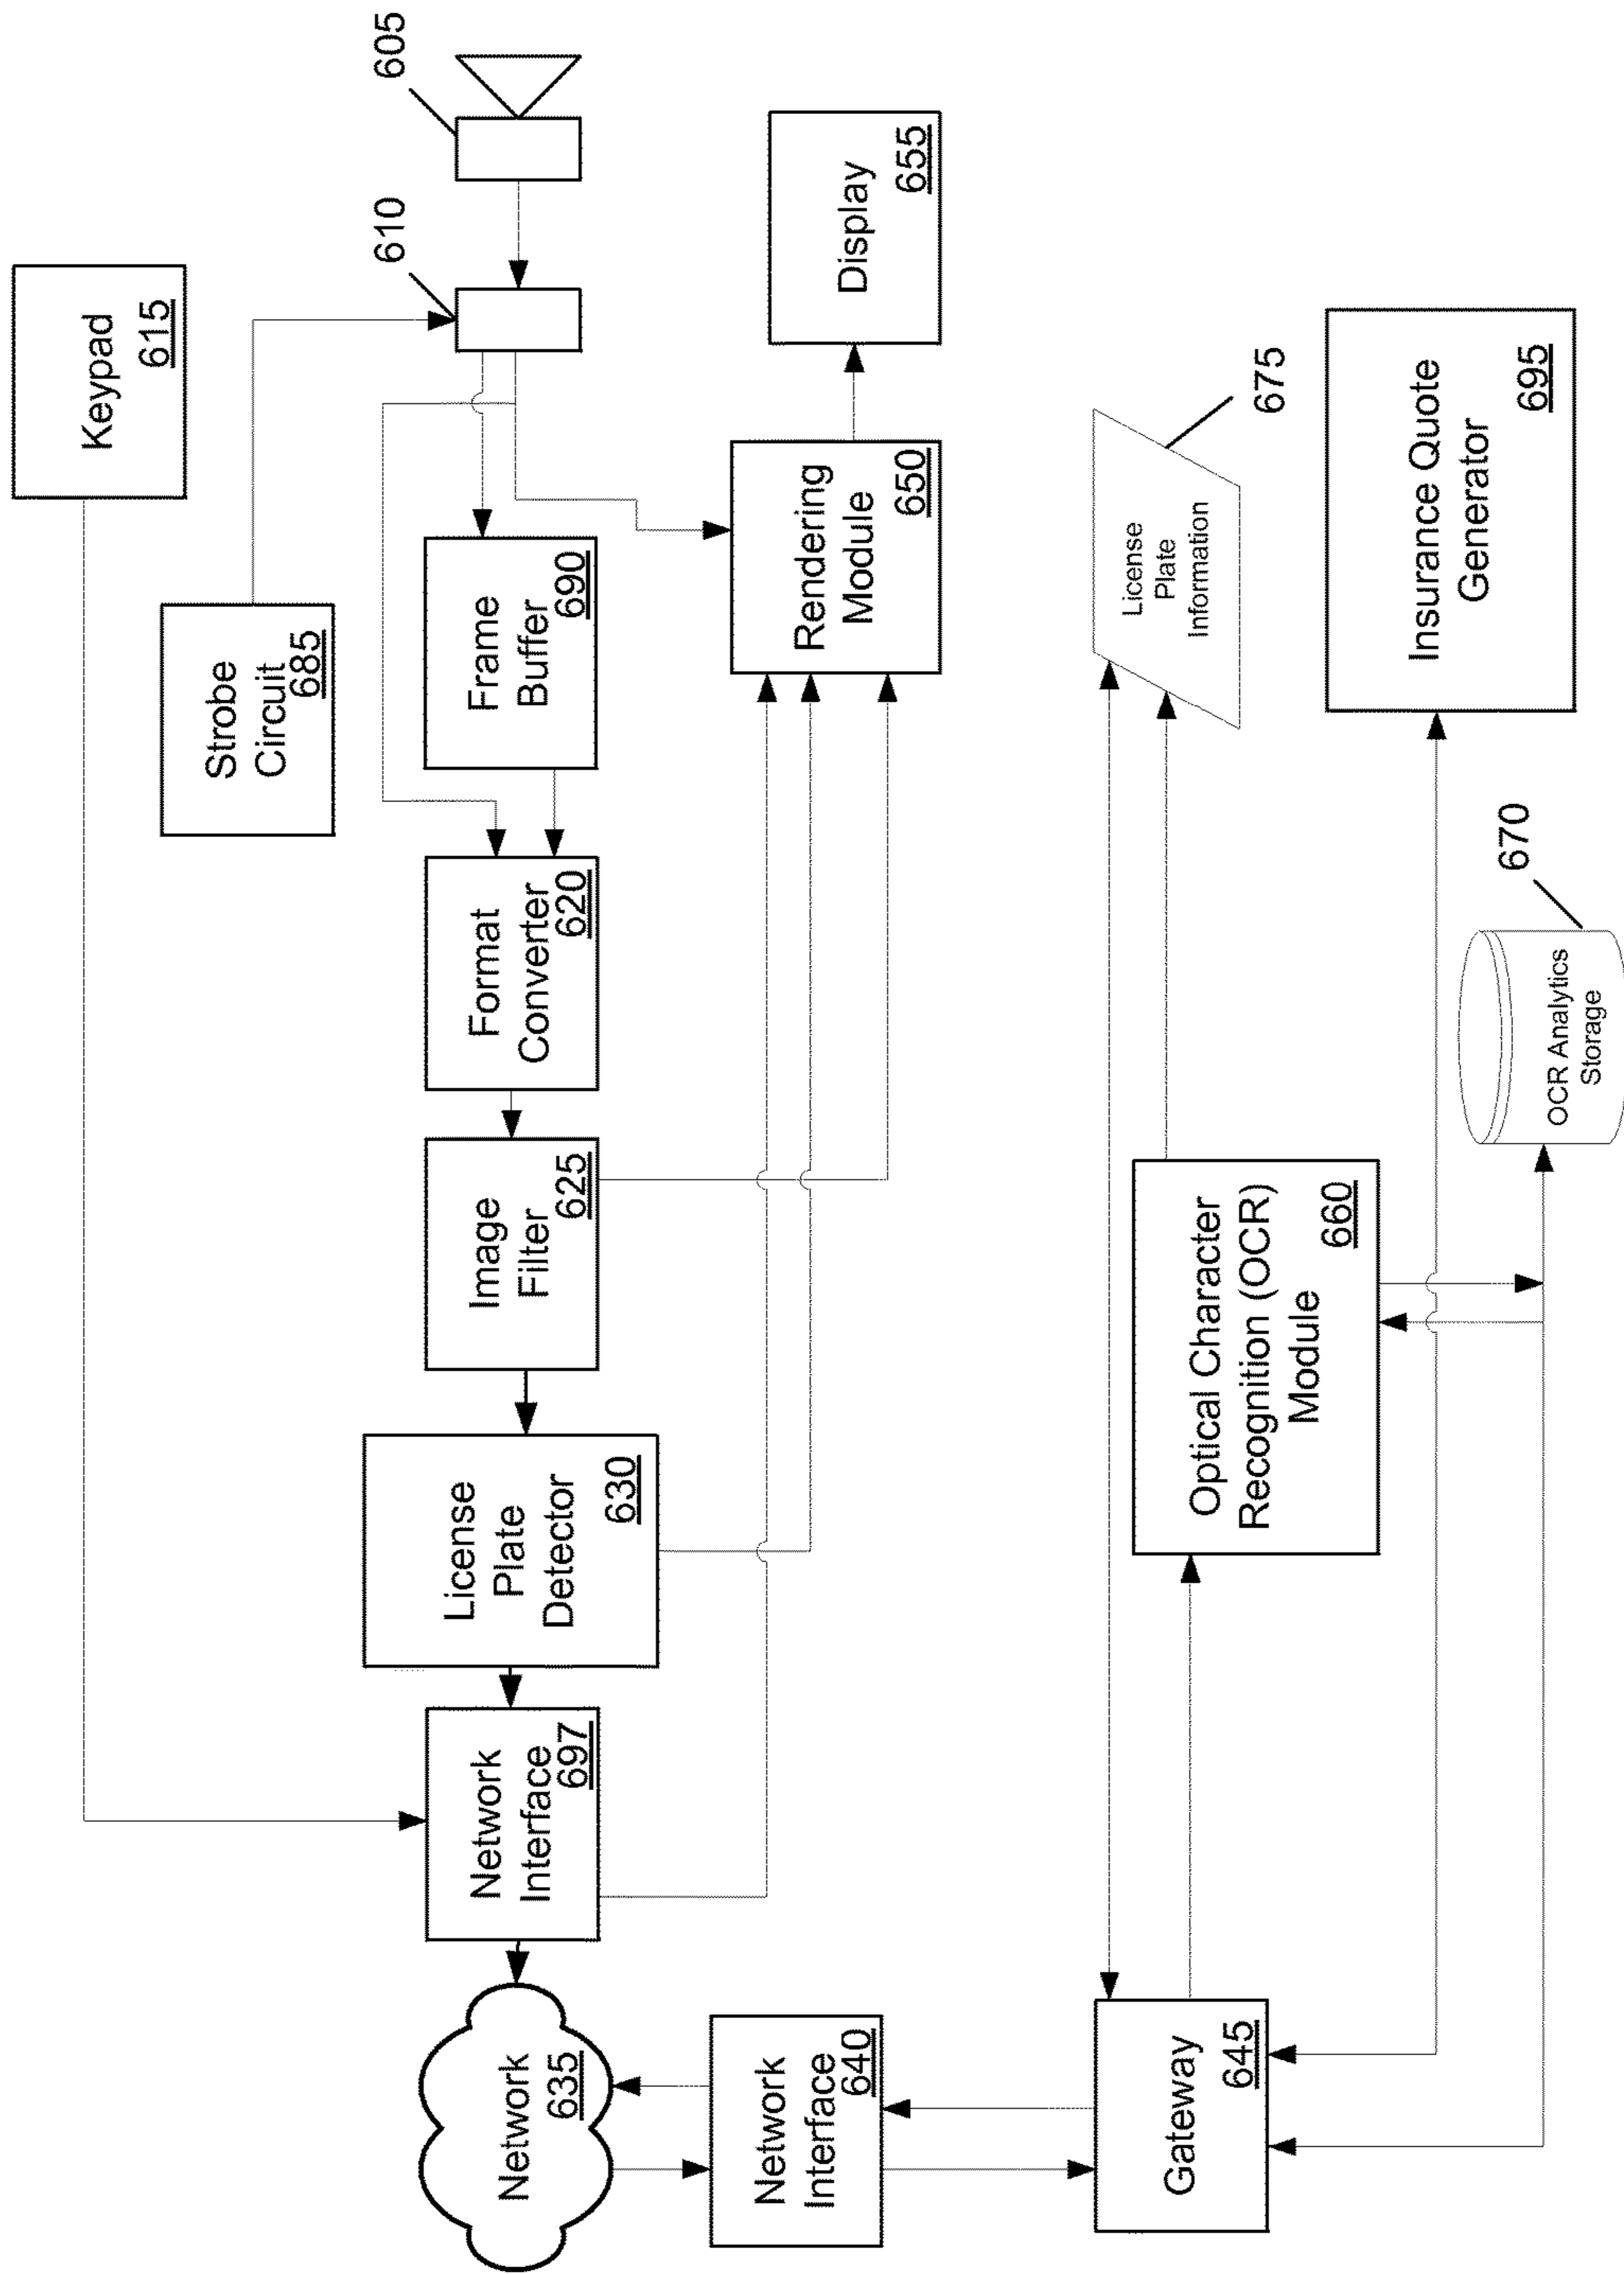 Keypad
615
Strobe
Circuit
685
605
610
Network
635
Network
Interface
697
License
Plate
Detector
630
Image
Filter
625
Format
Converter
620
Frame
Buffer
690
Network
Interface
640
Rendering
Module
650
Display
655
Gateway
645
Optical Character
Recognition (OCR)
Module
660
License
Plate
Information
675
Insurance Quote
Generator
695
OCR Analytics
Storage
670